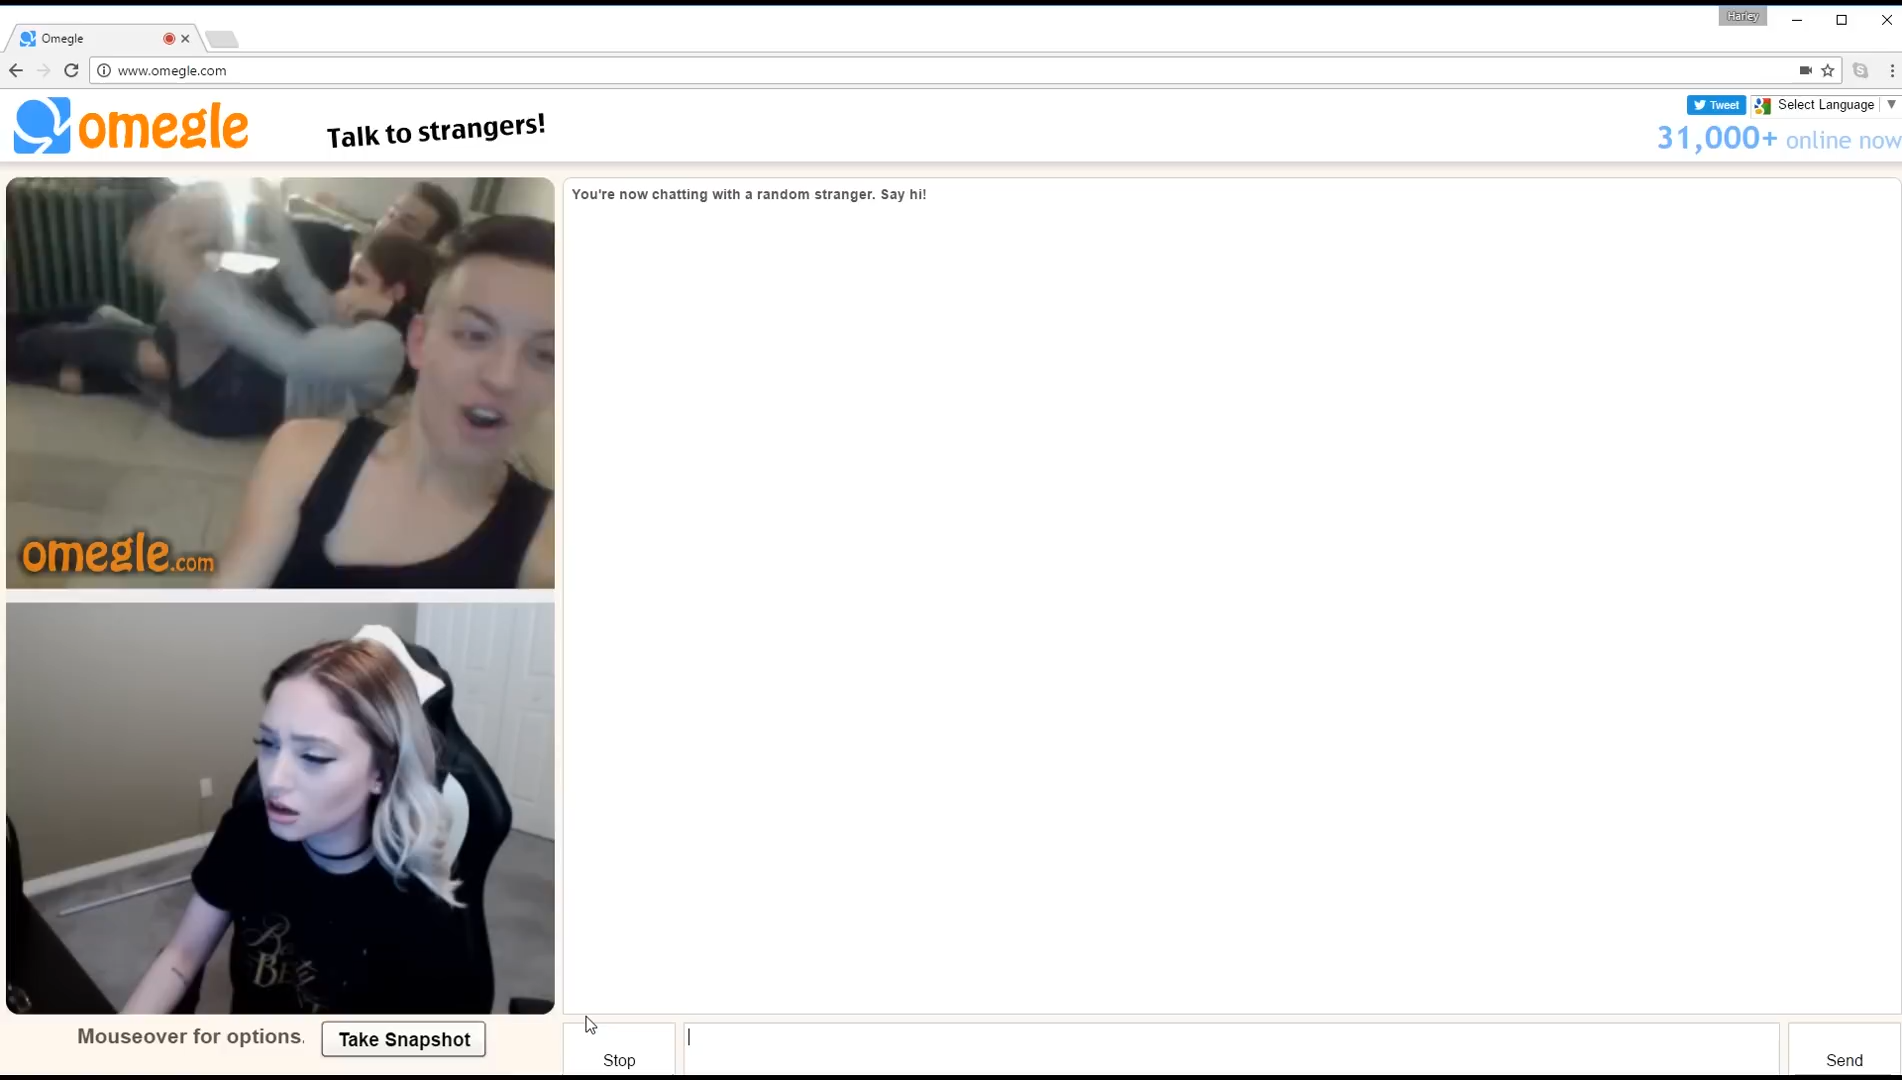 Harley
Omegle
www.omegle.com
omegle
Talk to strangers!
Tweet
Select Language
31,000+ online now
You're now chatting with a random stranger. Say hi!
omegle.com
Mouseover for options.
Take Snapshot
Stop
Send